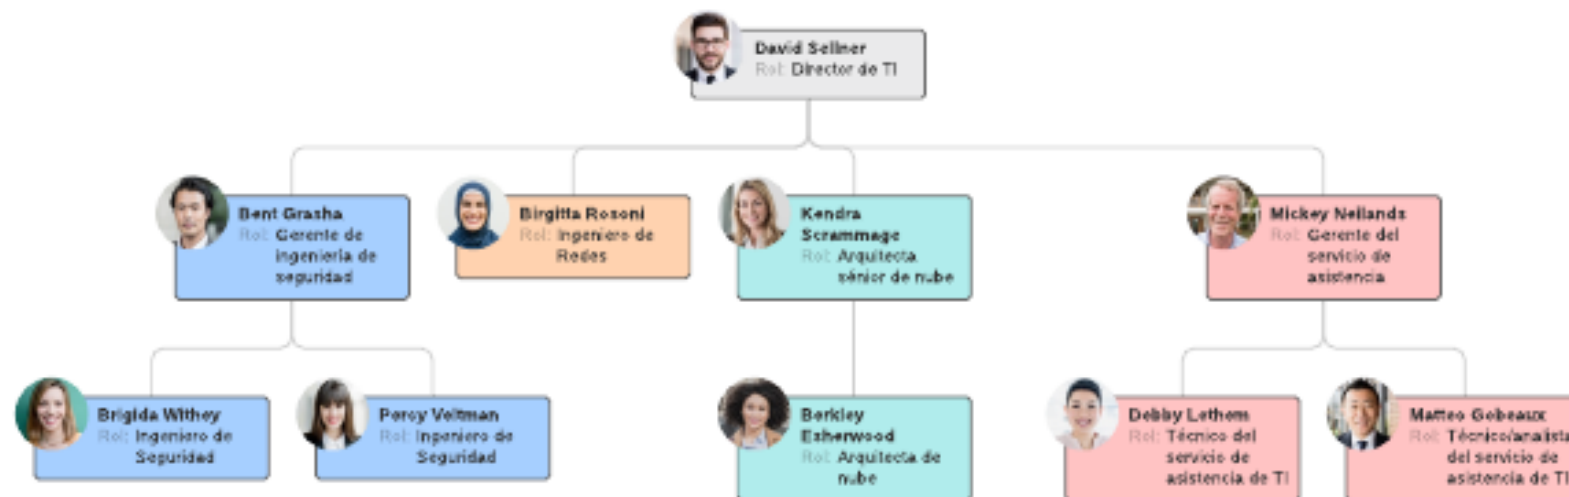 David Sellner
Rol: Director de TI
Bent Grasha
Rol: Gerente de
ingeniería de
seguridad
Birgitta Rosoni
Rol: Ingeniero de
Redes
Kendra
Scrammage
Rol: Arquitecta
sénior de nube
Mickey Neilands
Rol: Gerente del
servicio de
asistencia
Brigida Withey
Rol: Ingeniero de
Seguridad
Percy Veltman
Rol: Ingeniero de
Seguridad
Berkley
Esherwood
Rol: Arquitecta de
nube
Debby Lethem
Rol: Técnico del
servicio de
asistencia de TI
Matteo Gobeaux
Rol: Técnico/analista
del servicio de
asistencia de TI